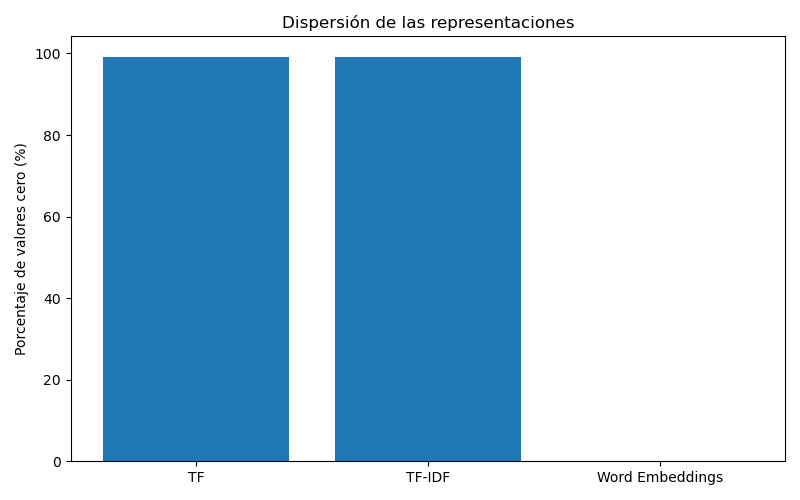 Dispersión de las representaciones
Porcentaje de valores cero (%)
100
80
60
40
20
0
TF
TF-IDF
Word Embeddings